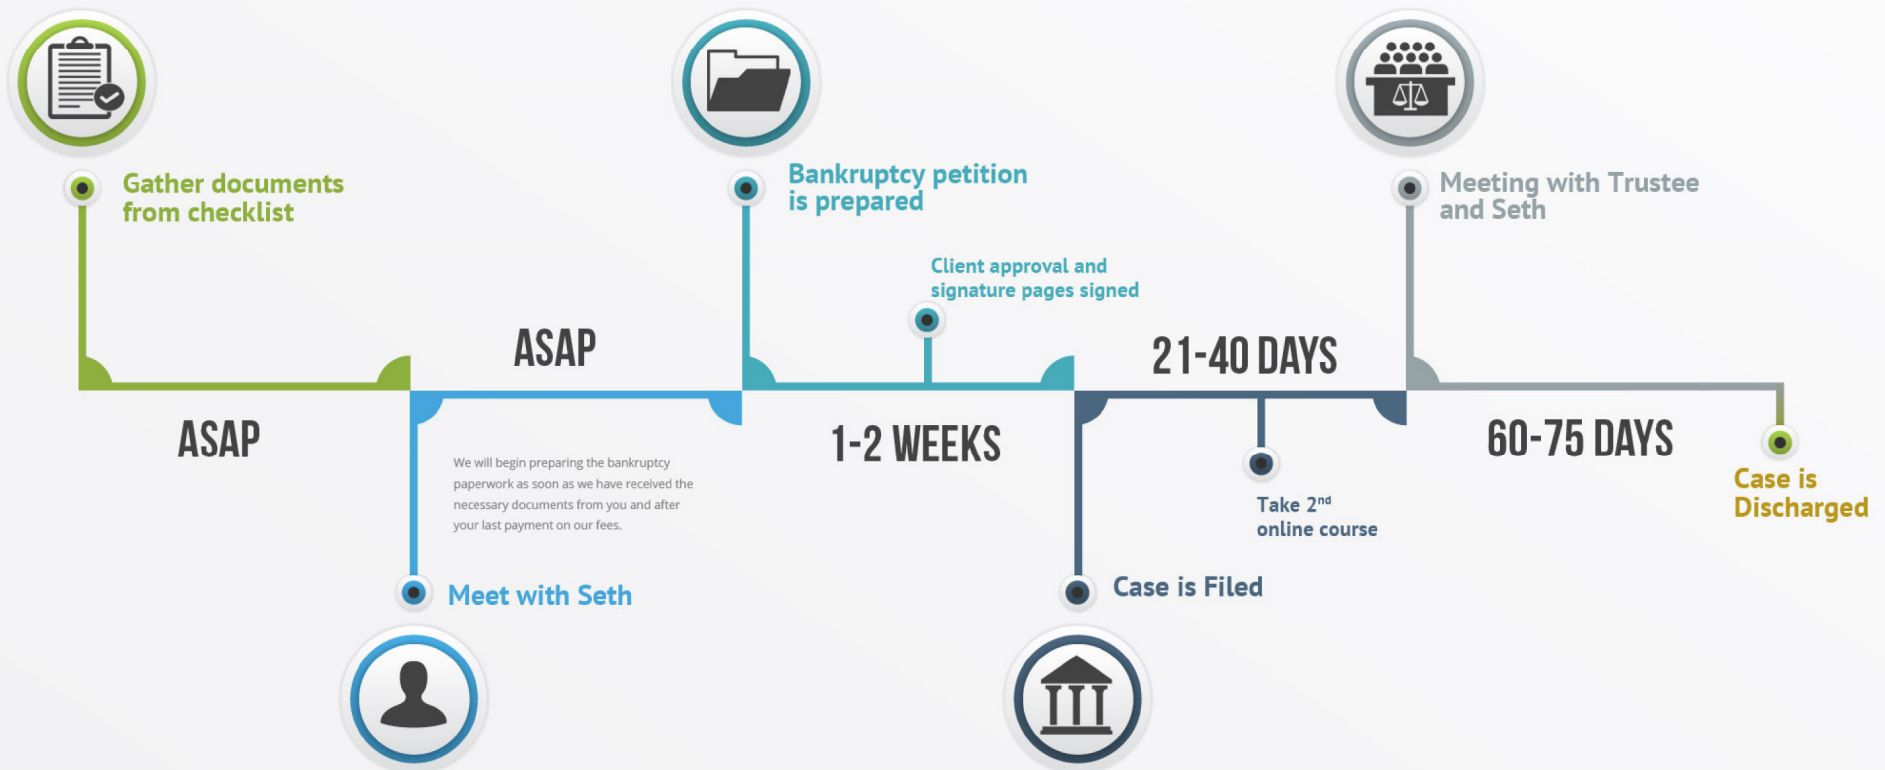 Gather documents
from checklist
ASAP
Meet with Seth
We will begin preparing the bankruptcy
paperwork as soon as we have received the
necessary documents from you and after
your last payment on our fees.
ASAP
Bankruptcy petition
is prepared
Client approval and
signature pages signed
1-2 WEEKS
Case is Filed
21-40 DAYS
Take 2nd
online course
Meeting with Trustee
and Seth
60-75 DAYS
Case is
Discharged